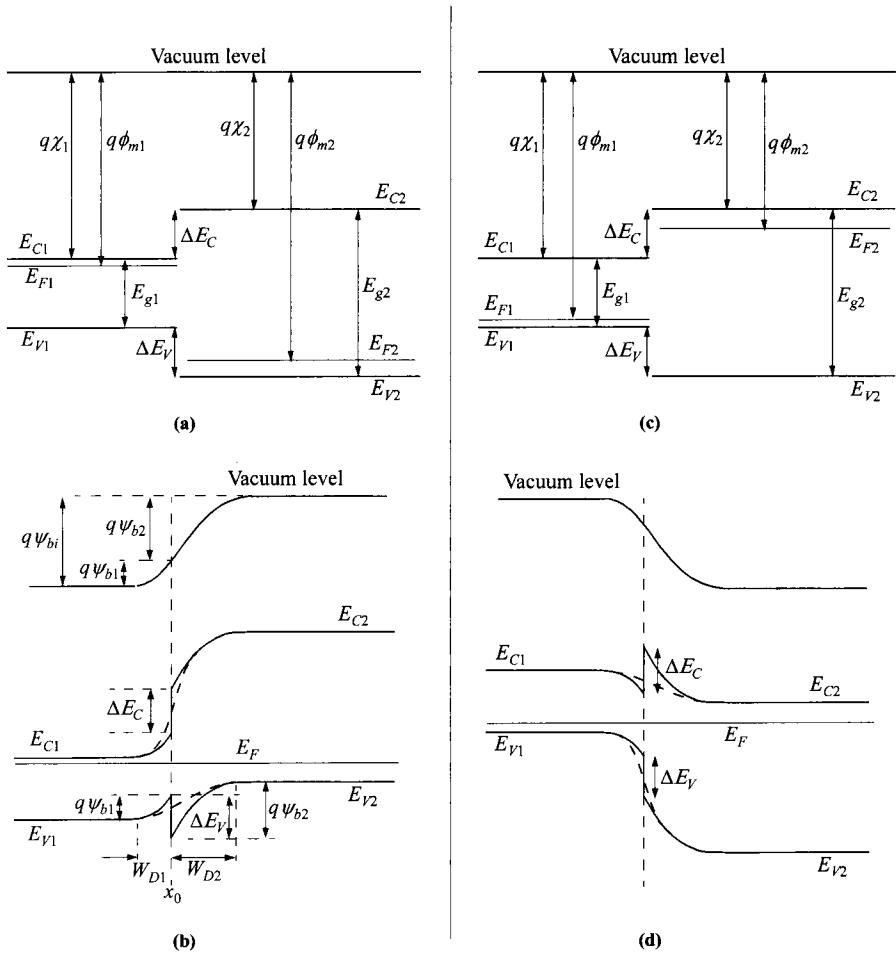 Vacuum level
qχ1
qϕm1
qχ2
qϕm2
EC2
ΔEC
EC1
EF1
Eg1
Eg2
EV1
ΔEV
EF2
EV2
(a)
Vacuum level
qχ1
qϕm1
qχ2
qϕm2
EC2
ΔEC
EF2
EC1
Eg1
Eg2
EF1
EV1
ΔEV
EV2
(c)
Vacuum level
qψb2
qψbi
qψb1
EC2
ΔEC
EC1
EF
qψb1
ΔEV
qψb2
EV2
EV1
WD1
WD2
x0
(b)
Vacuum level
EC1
ΔEC
EC2
EV1
EF
ΔEV
EV2
(d)